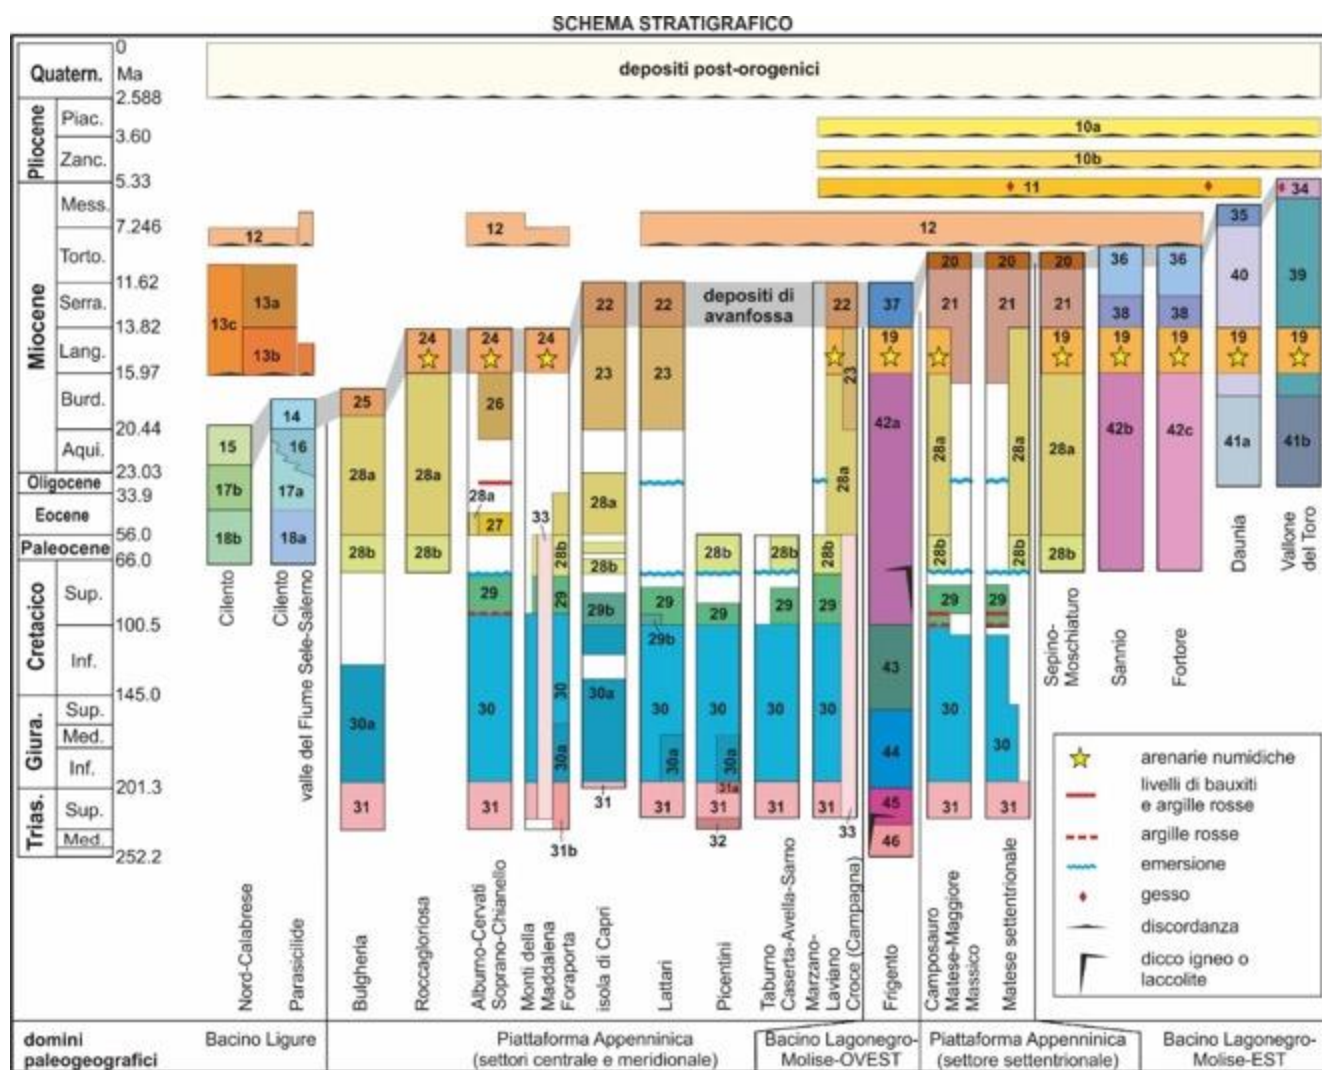 SCHEMA STRATIGRAFICO
0
Quatern. Ma
depositi post-orogenici
2.588
Pliocene
Piac.
10a
3.60
Zanc.
10b
5.33
Miocene
Mess.
11
34
7.246
12
12
12
35
Torto.
20 20 20 36 36
11.62
Serra.
13c 13a
22 22
depositi di
avanfossa
22 37 21 21 21 38 38 40 39
13.82
Lang.
13b
24 24 24
23 23 23
19 19 19 19 19 19
15.97
Burd.
14
25
26
42a
20.44
Aqui.
15
16
28a 28a
28a 28a 28a 28a
42b 42c 41a 41b
23.03
Oligocene
17b 17a
28a
28a
33.9
Eocene
18b 18a
27
33
56.0
Paleocene
28b 28b 28b 28b 28b 28b 28b 28b 28b 28b
66.0
Cretacico
Sup.
29 29 29b 29 29 29 29 29 29
100.5
29b
Inf.
43
145.0
Giura.
Sup.
30a
30 30 30a 30 30 30 30 30 30
Med.
44
Inf.
30a 30a 30a
201.3
Trias.
Sup.
31 31 31 31 31a 31 31 31 45 31 31
Med.
31b
32
33
46
252.2
Cilento
Cilento
valle del Fiume Sele-Salerno
Sepino-
Moschiaturo
Sannio
Fortore
Daunia
Vallone
del Toro
Nord-Calabrese
Parasicilide
Bulgheria
Roccagloriosa
Alburno-Cervati
Soprano-Chianello
Monti della
Maddalena
Foraporta
isola di Capri
Lattari
Picentini
Taburno
Caserta-Avella-Sarno
Marzano-
Laviano
Croce (Campagna)
Frigento
Camposauro
Matese-Maggiore
Massico
Matese settentrionale
arenarie numidiche
livelli di bauxiti
e argille rosse
argille rosse
emersione
gesso
discordanza
dicco igneo o
laccolite
domini
paleogeografici
Bacino Ligure
Piattaforma Appenninica
(settori centrale e meridionale)
Bacino Lagonegro-
Molise-OVEST
Piattaforma Appenninica
(settore settentrionale)
Bacino Lagonegro-
Molise-EST